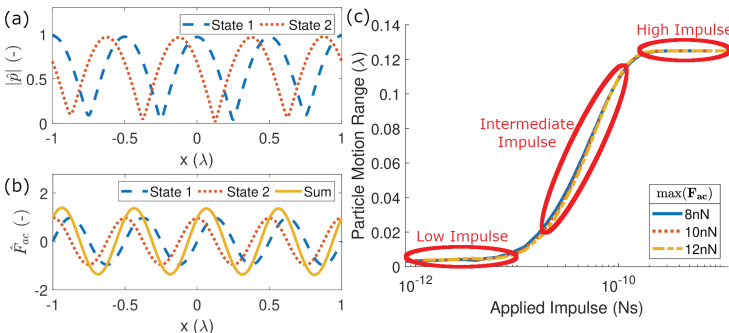 (a)
State 1 State 2
1
0.5
0
|p̂| (-)
-1 -0.5 0 0.5 1
x (λ)
(b)
State 1 State 2 Sum
2
0
-2
F̂ac (-)
-1 -0.5 0 0.5 1
x (λ)
(c)
0.14
0.12
0.1
0.08
0.06
0.04
0.02
0
Particle Motion Range (λ)
High Impulse
Intermediate
Impulse
Low Impulse
max(Fac)
8nN
10nN
12nN
10⁻¹² 10⁻¹⁰
Applied Impulse (Ns)